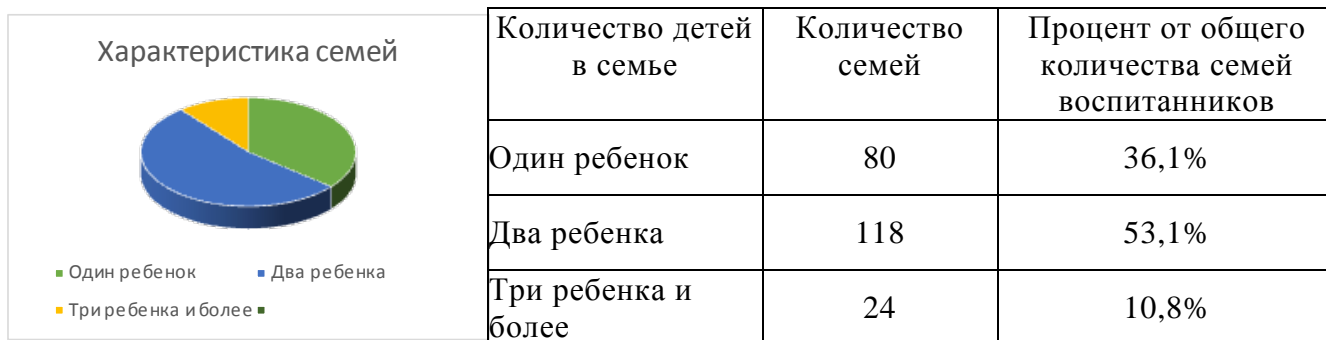 Характеристика семей
Один ребенок
Два ребенка
Три ребенка и более
Количество детей
в семье
Количество
семей
Процент от общего
количества семей
воспитанников
Один ребенок
80
36,1%
Два ребенка
118
53,1%
Три ребенка и
более
24
10,8%